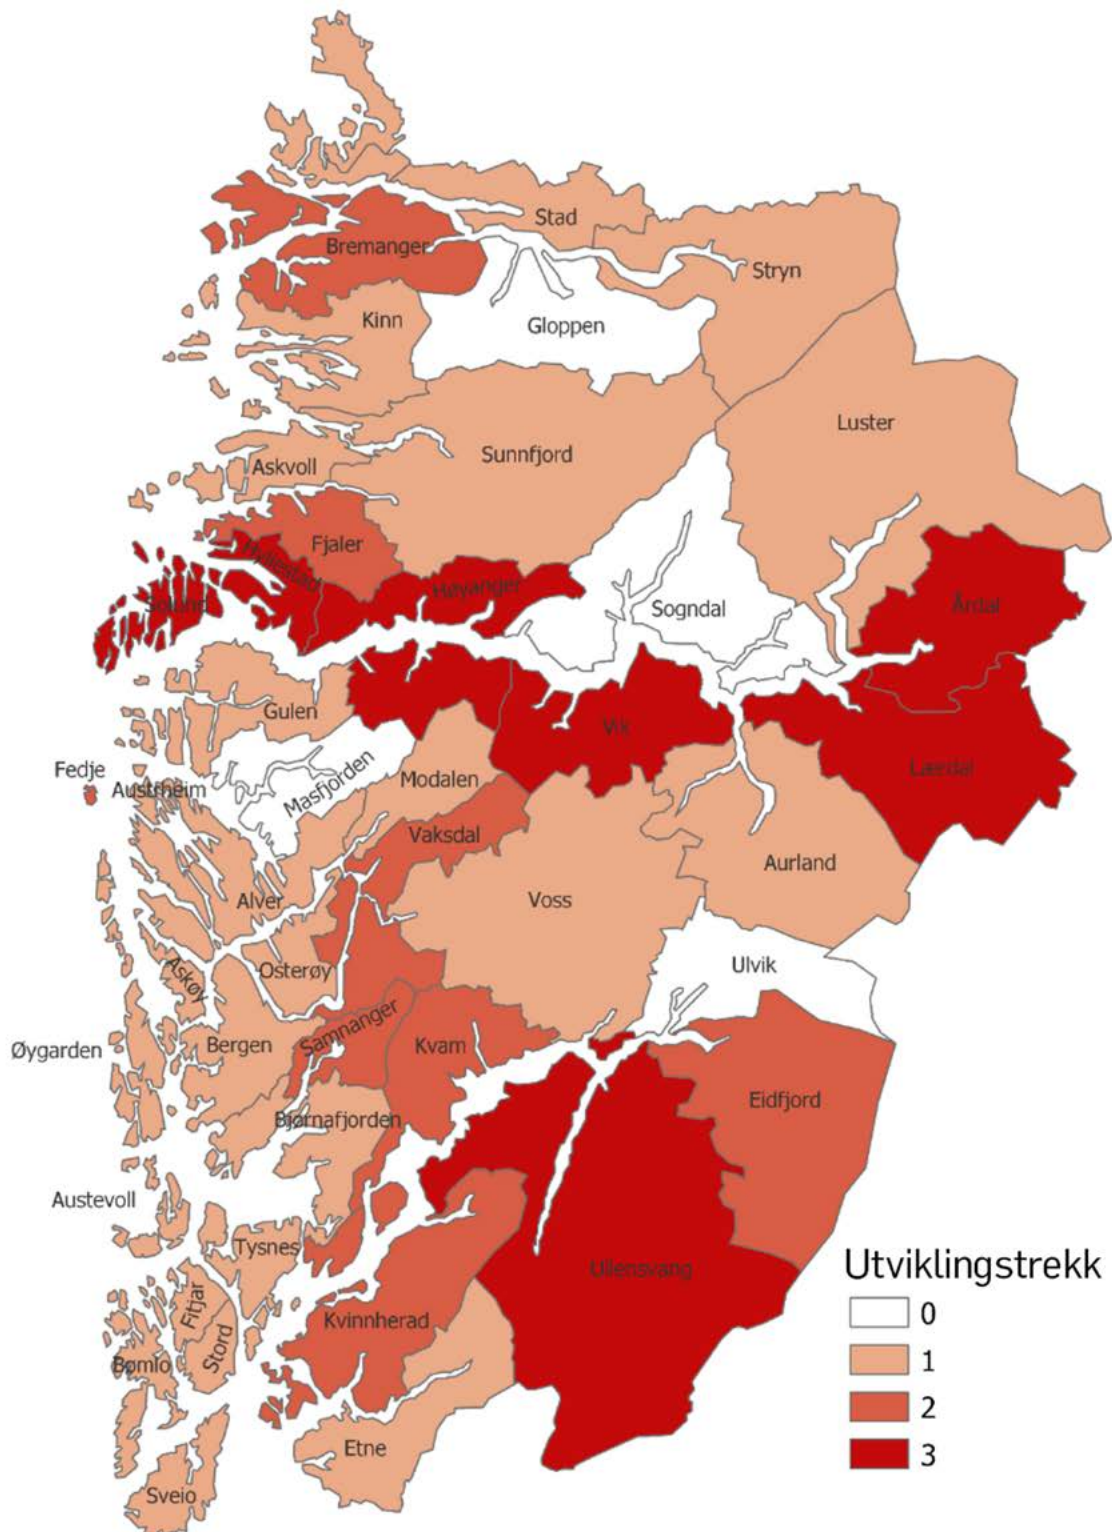 Stad
Bremanger
Stryn
Kinn
Gloppen
Luster
Sunnfjord
Askvoll
Fjaler
Hyllestad
Høyanger
Solund
Sogndal
Årdal
Gulen
Vik
Fedje
Austrheim
Masfjorden
Modalen
Lærdal
Vaksdal
Aurland
Alver
Voss
Askøy
Osterøy
Ulvik
Øygarden
Bergen
Samnanger
Kvam
Eidfjord
Bjørnafjorden
Austevoll
Tysnes
Ullensvang
Utviklingstrekk
0
1
2
3
Fitjar
Stord
Kvinnherad
Bømlo
Etne
Sveio